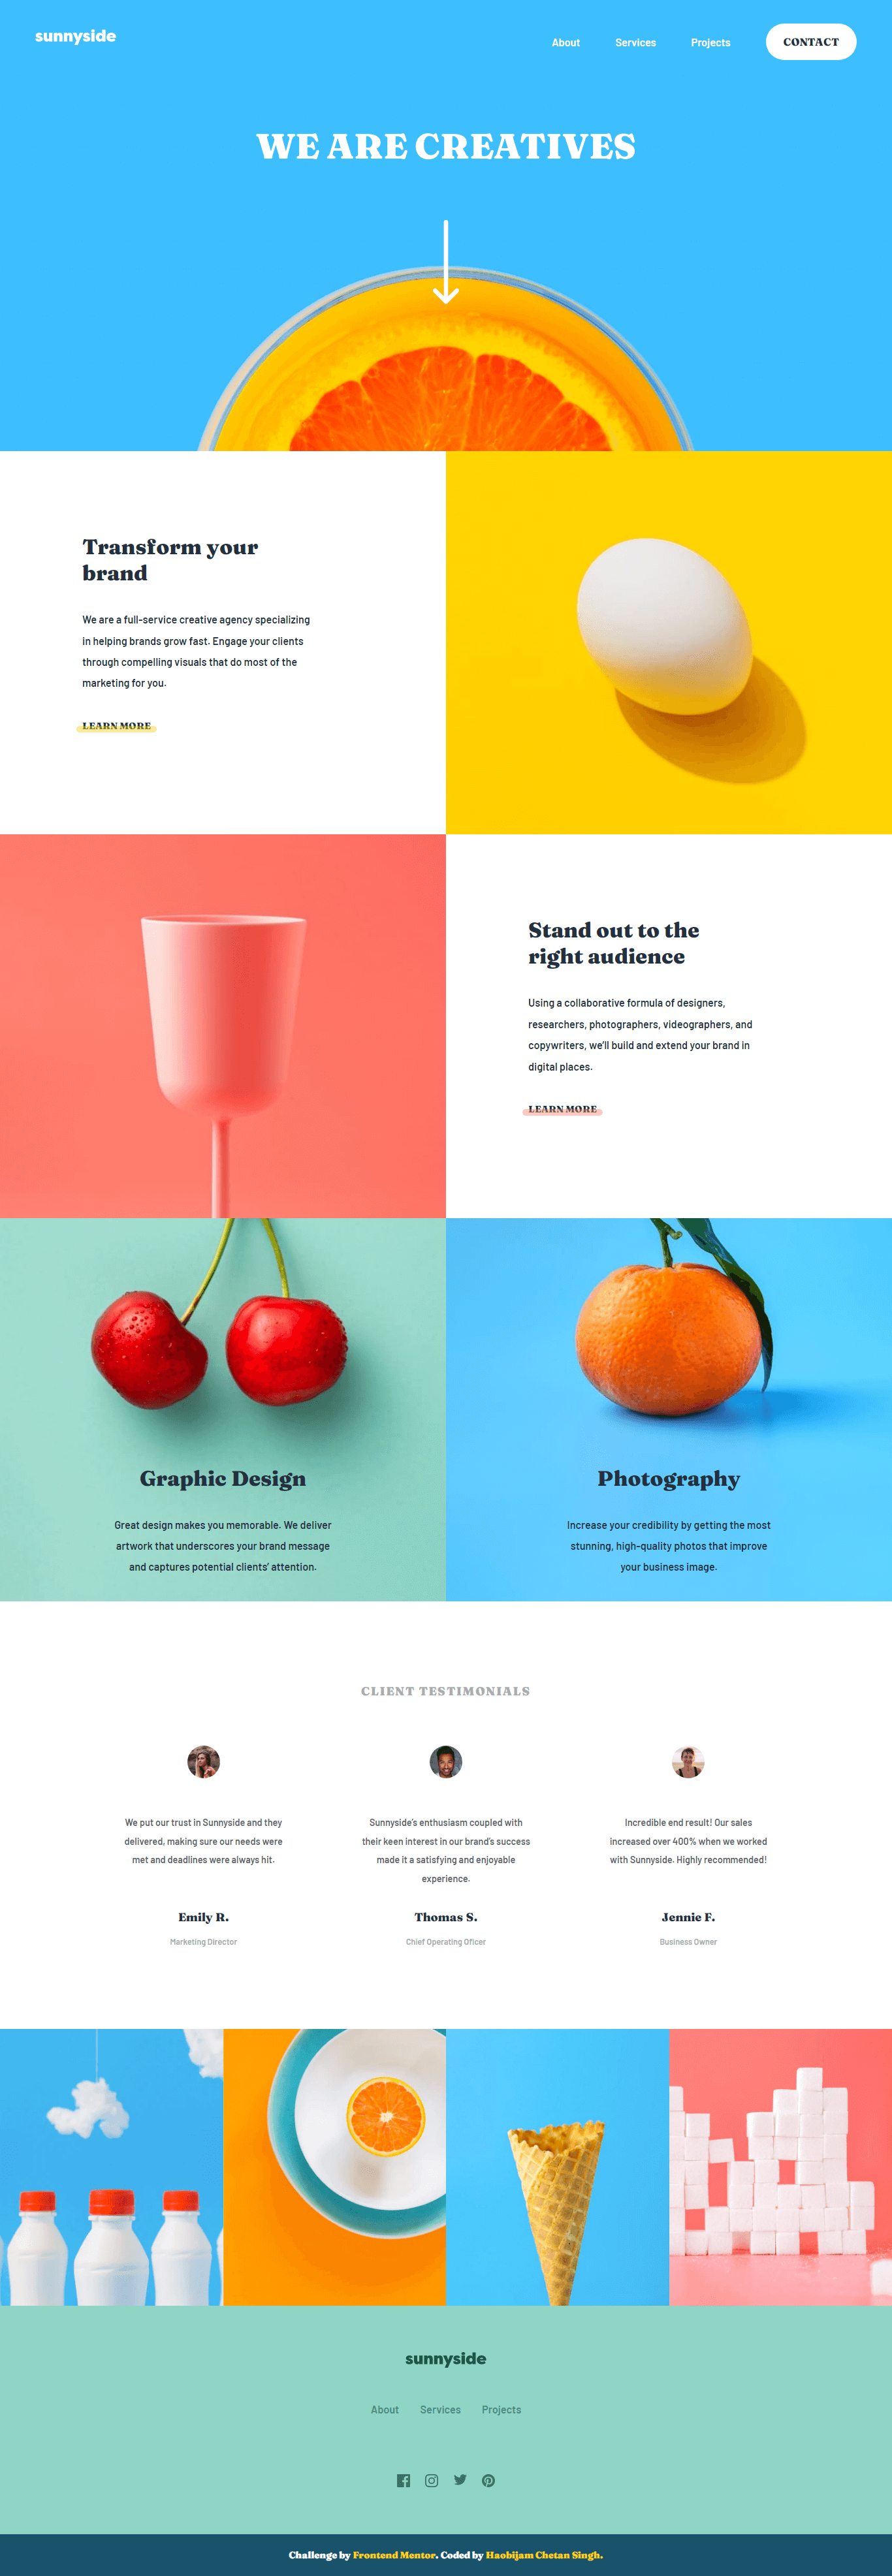 sunnyside
About Services Projects CONTACT
WE ARE CREATIVES
Transform your
brand
We are a full-service creative agency specializing
in helping brands grow fast. Engage your clients
through compelling visuals that do most of the
marketing for you.
LEARN MORE
Stand out to the
right audience
Using a collaborative formula of designers,
researchers, photographers, videographers, and
copywriters, we'll build and extend your brand in
digital places.
LEARN MORE
Graphic Design
Great design makes you memorable. We deliver
artwork that underscores your brand message
and captures potential clients' attention.
Photography
Increase your credibility by getting the most
stunning, high-quality photos that improve
your business image.
CLIENT TESTIMONIALS
We put our trust in Sunnyside and they
delivered, making sure our needs were
met and deadlines were always hit.
Emily R.
Marketing Director
Sunnyside's enthusiasm coupled with
their keen interest in our brand's success
made it a satisfying and enjoyable
experience.
Thomas S.
Chief Operating Oficer
Incredible end result! Our sales
increased over 400% when we worked
with Sunnyside. Highly recommended!
Jennie F.
Business Owner
sunnyside
About Services Projects
Challenge by Frontend Mentor. Coded by Haobijam Chetan Singh.